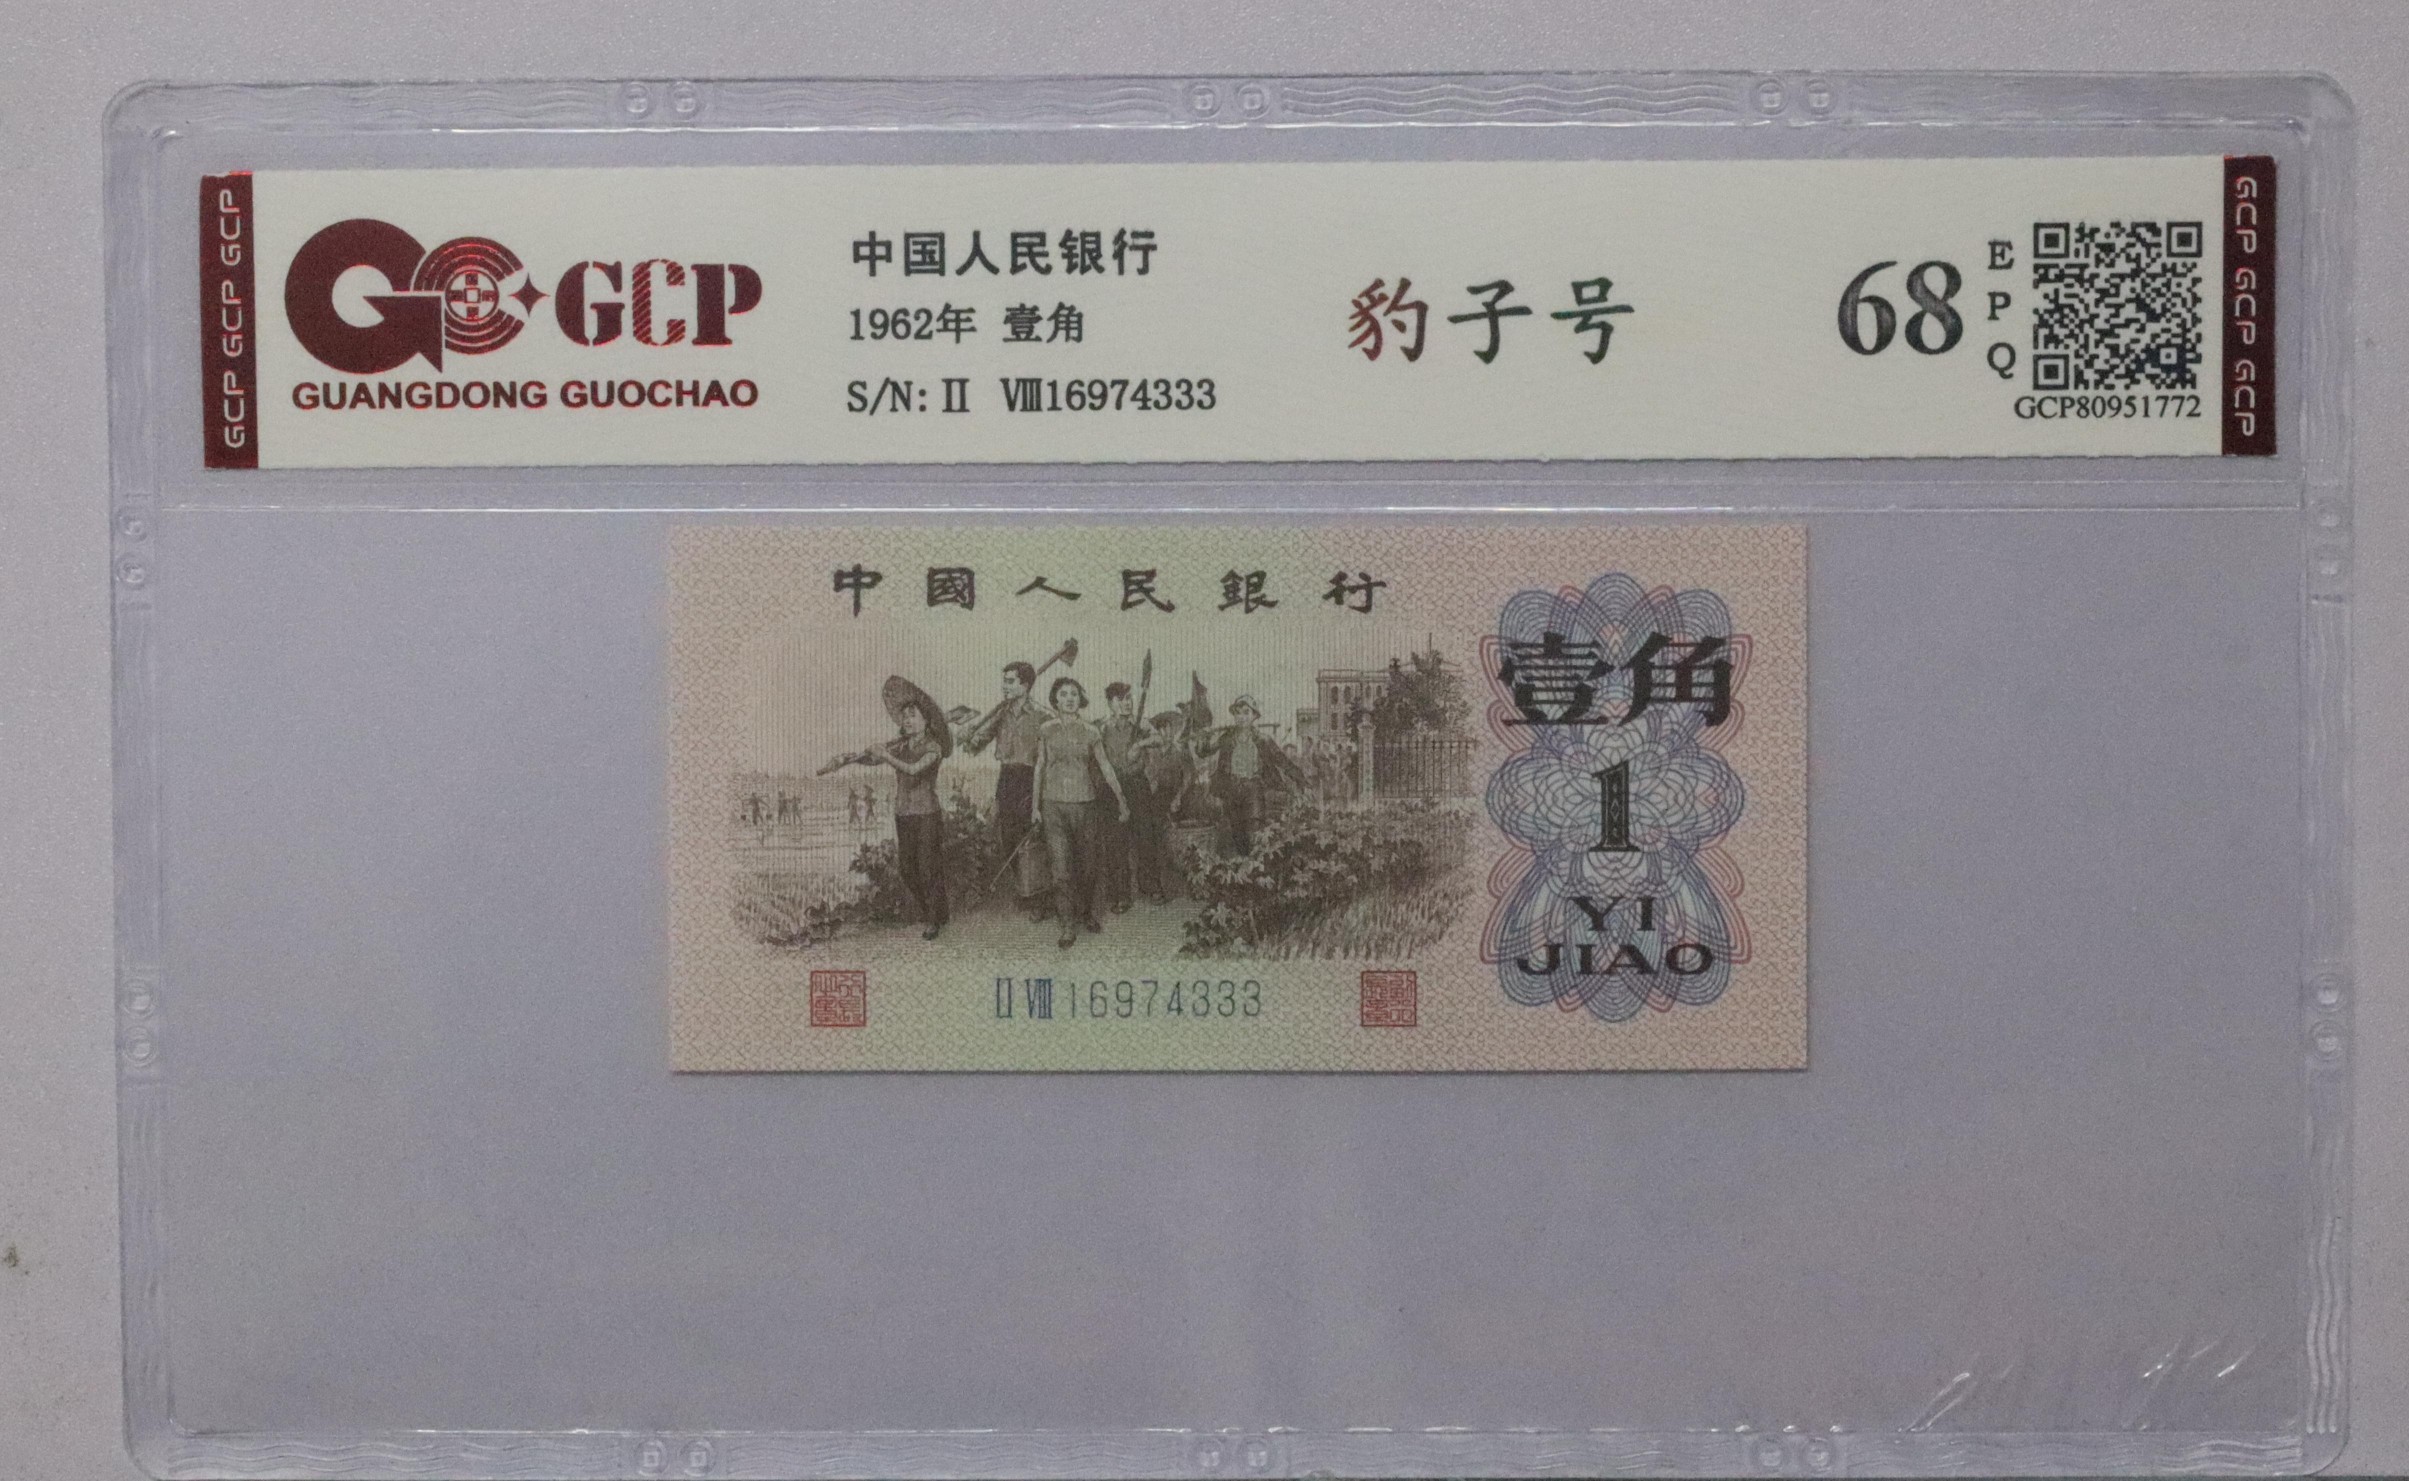 GCP GCP GCP
GCP
GUANGDONG GUOCHAO
中国人民银行
1962年 壹角
S/N: II VIII16974333
豹子号
68
E
P
Q
GCP80951772
GCP GCP GCP
中國人民銀行
壹角
1
YI
JIAO
II VIII 16974333